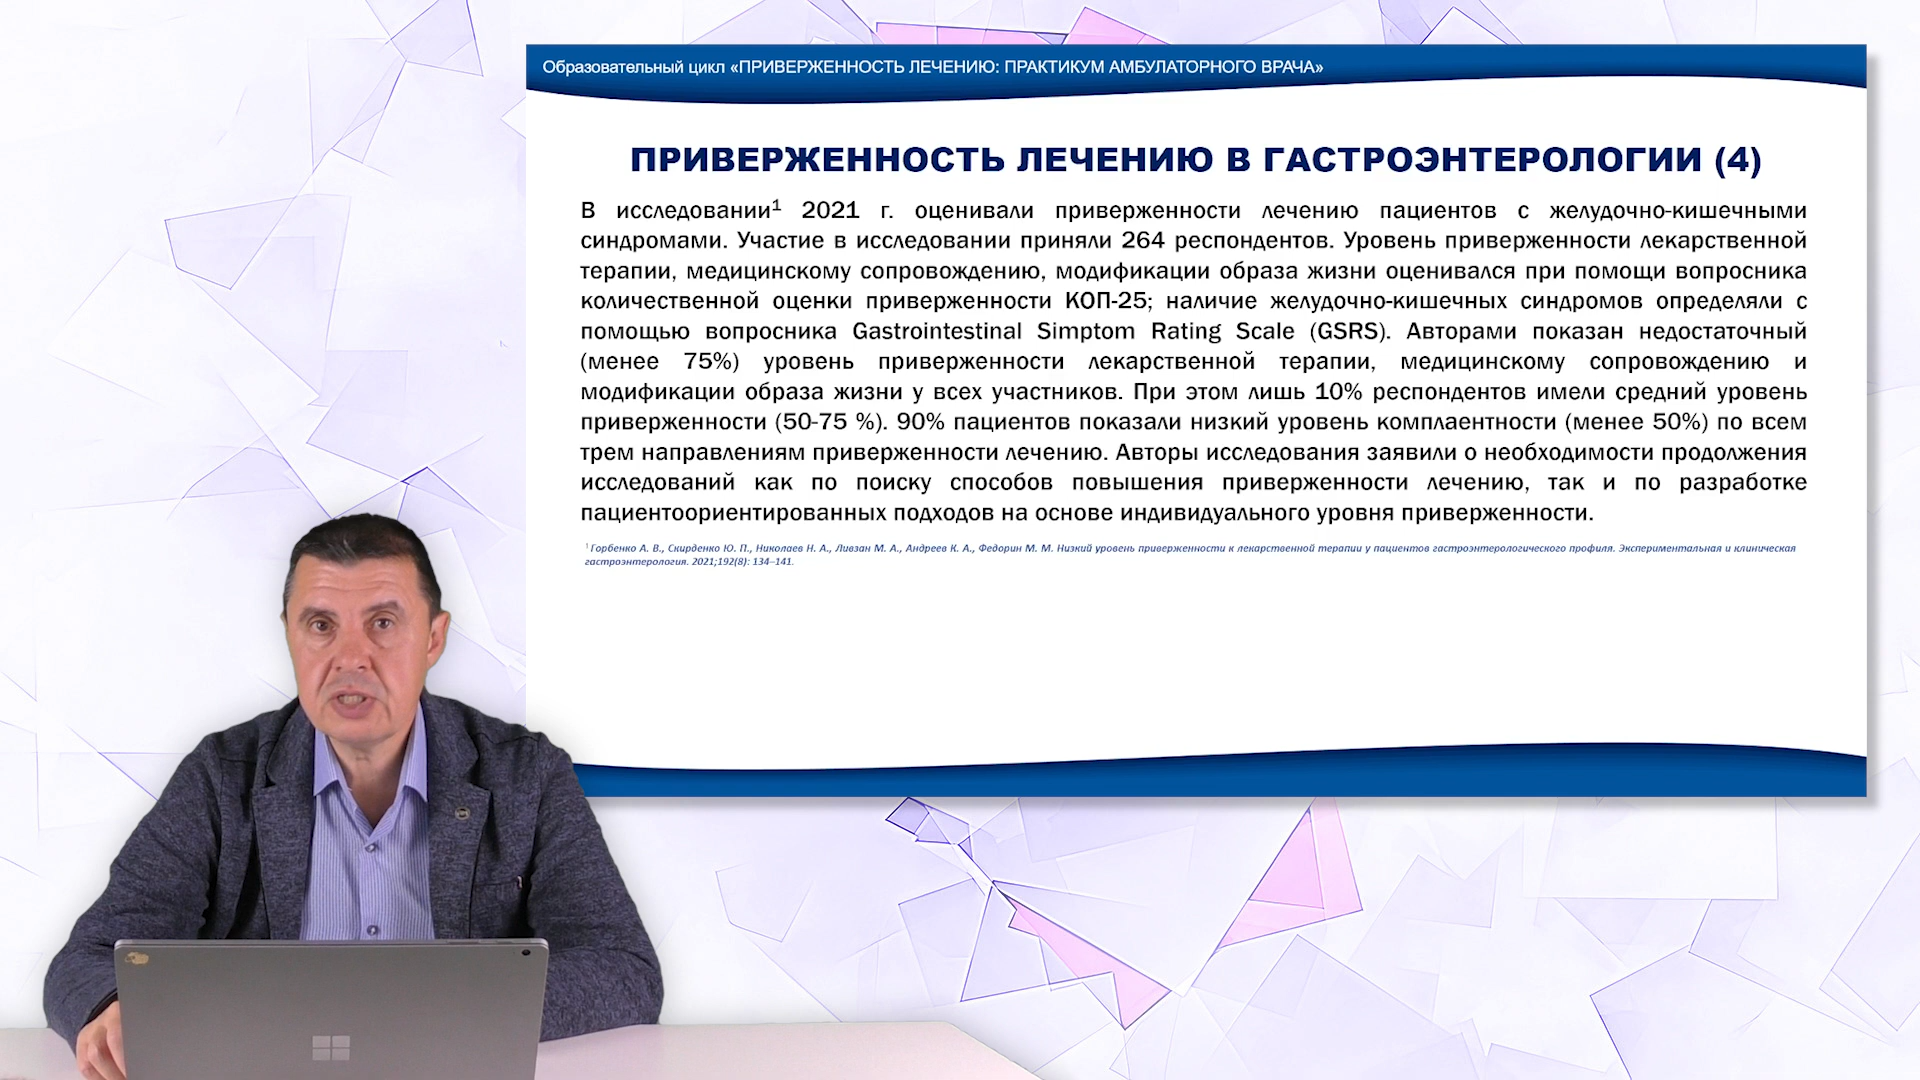 Образовательный цикл «ПРИВЕРЖЕННОСТЬ ЛЕЧЕНИЮ: ПРАКТИКУМ АМБУЛАТОРНОГО ВРАЧА»
ПРИВЕРЖЕННОСТЬ ЛЕЧЕНИЮ В ГАСТРОЭНТЕРОЛОГИИ (4)
В исследовании¹ 2021 г. оценивали приверженности лечению пациентов с желудочно-кишечными
синдромами. Участие в исследовании приняли 264 респондентов. Уровень приверженности лекарственной
терапии, медицинскому сопровождению, модификации образа жизни оценивался при помощи вопросника
количественной оценки приверженности КОП-25; наличие желудочно-кишечных синдромов определяли с
помощью вопросника Gastrointestinal Simptom Rating Scale (GSRS). Авторами показан недостаточный
(менее 75%) уровень приверженности лекарственной терапии, медицинскому сопровождению и
модификации образа жизни у всех участников. При этом лишь 10% респондентов имели средний уровень
приверженности (50-75 %). 90% пациентов показали низкий уровень комплаентности (менее 50%) по всем
трем направлениям приверженности лечению. Авторы исследования заявили о необходимости продолжения
исследований как по поиску способов повышения приверженности лечению, так и по разработке
пациентоориентированных подходов на основе индивидуального уровня приверженности.
¹ Горбенко А. В., Скирденко Ю. П., Николаев Н. А., Ливзан М. А., Андреев К. А., Федорин М. М. Низкий уровень приверженности к лекарственной терапии у пациентов гастроэнтерологического профиля. Экспериментальная и клиническая
гастроэнтерология. 2021;192(8): 134–141.